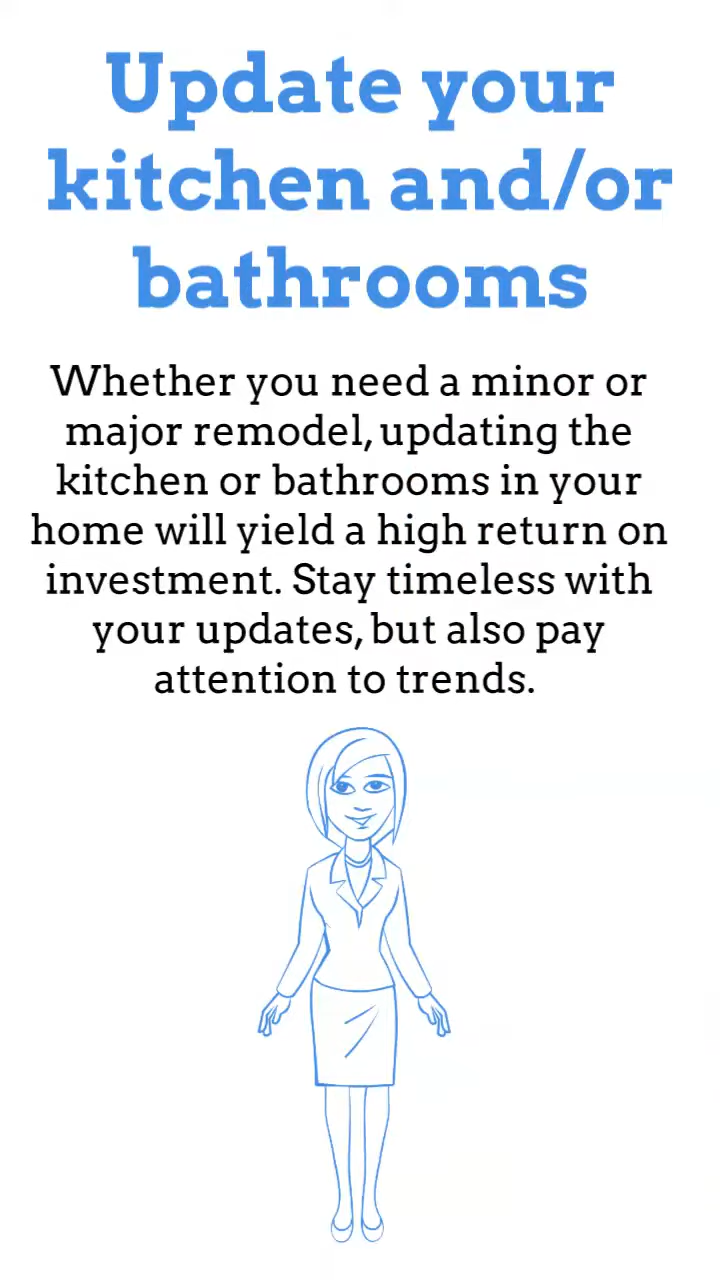 Update your
kitchen and/or
bathrooms
Whether you need a minor or
major remodel, updating the
kitchen or bathrooms in your
home will yield a high return on
investment. Stay timeless with
your updates, but also pay
attention to trends.